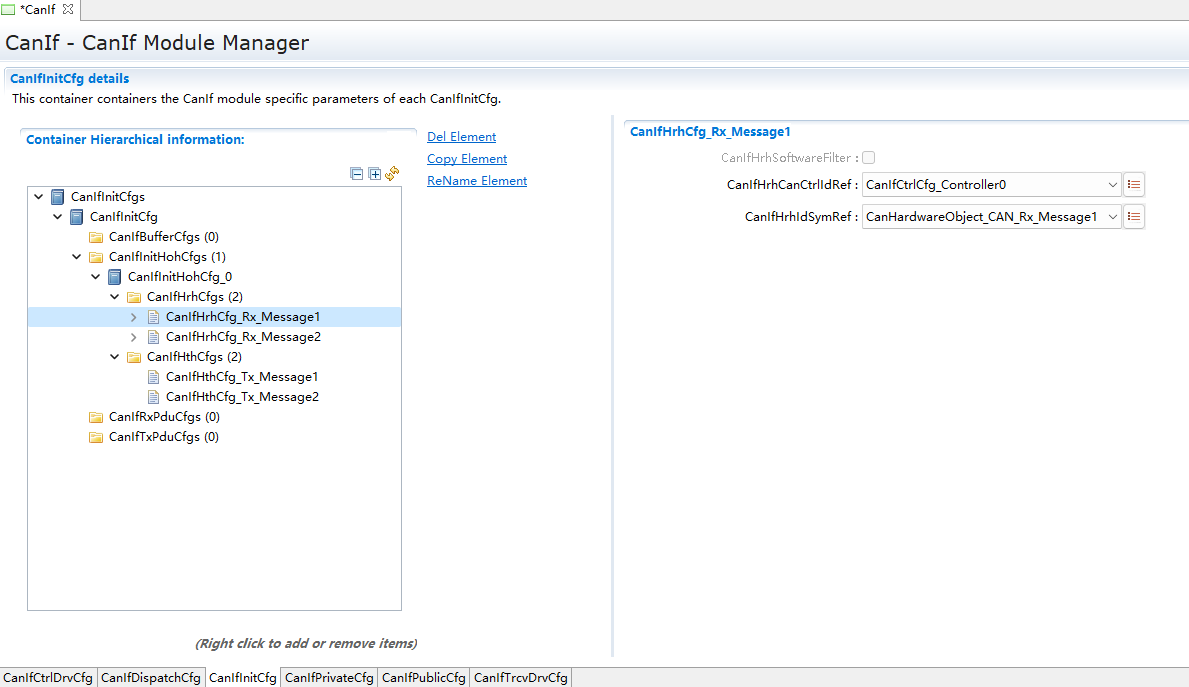 *CanIf
CanIf - CanIf Module Manager
CanIfInitCfg details
This container containers the CanIf module specific parameters of each CanIfInitCfg.
Container Hierarchical information:
Del Element
Copy Element
ReName Element
CanIfInitCfgs
CanIfInitCfg
CanIfBufferCfgs (0)
CanIfInitHohCfgs (1)
CanIfInitHohCfg_0
CanIfHrhCfgs (2)
CanIfHrhCfg_Rx_Message1
CanIfHrhCfg_Rx_Message2
CanIfHthCfgs (2)
CanIfHthCfg_Tx_Message1
CanIfHthCfg_Tx_Message2
CanIfRxPduCfgs (0)
CanIfTxPduCfgs (0)
(Right click to add or remove items)
CanIfHrhCfg_Rx_Message1
CanIfHrhSoftwareFilter :
CanIfHrhCanCtrlIdRef : CanIfCtrlCfg_Controller0
CanIfHrhIdSymRef : CanHardwareObject_CAN_Rx_Message1
CanIfCtrlDrvCfg CanIfDispatchCfg CanIfInitCfg CanIfPrivateCfg CanIfPublicCfg CanIfTrcvDrvCfg